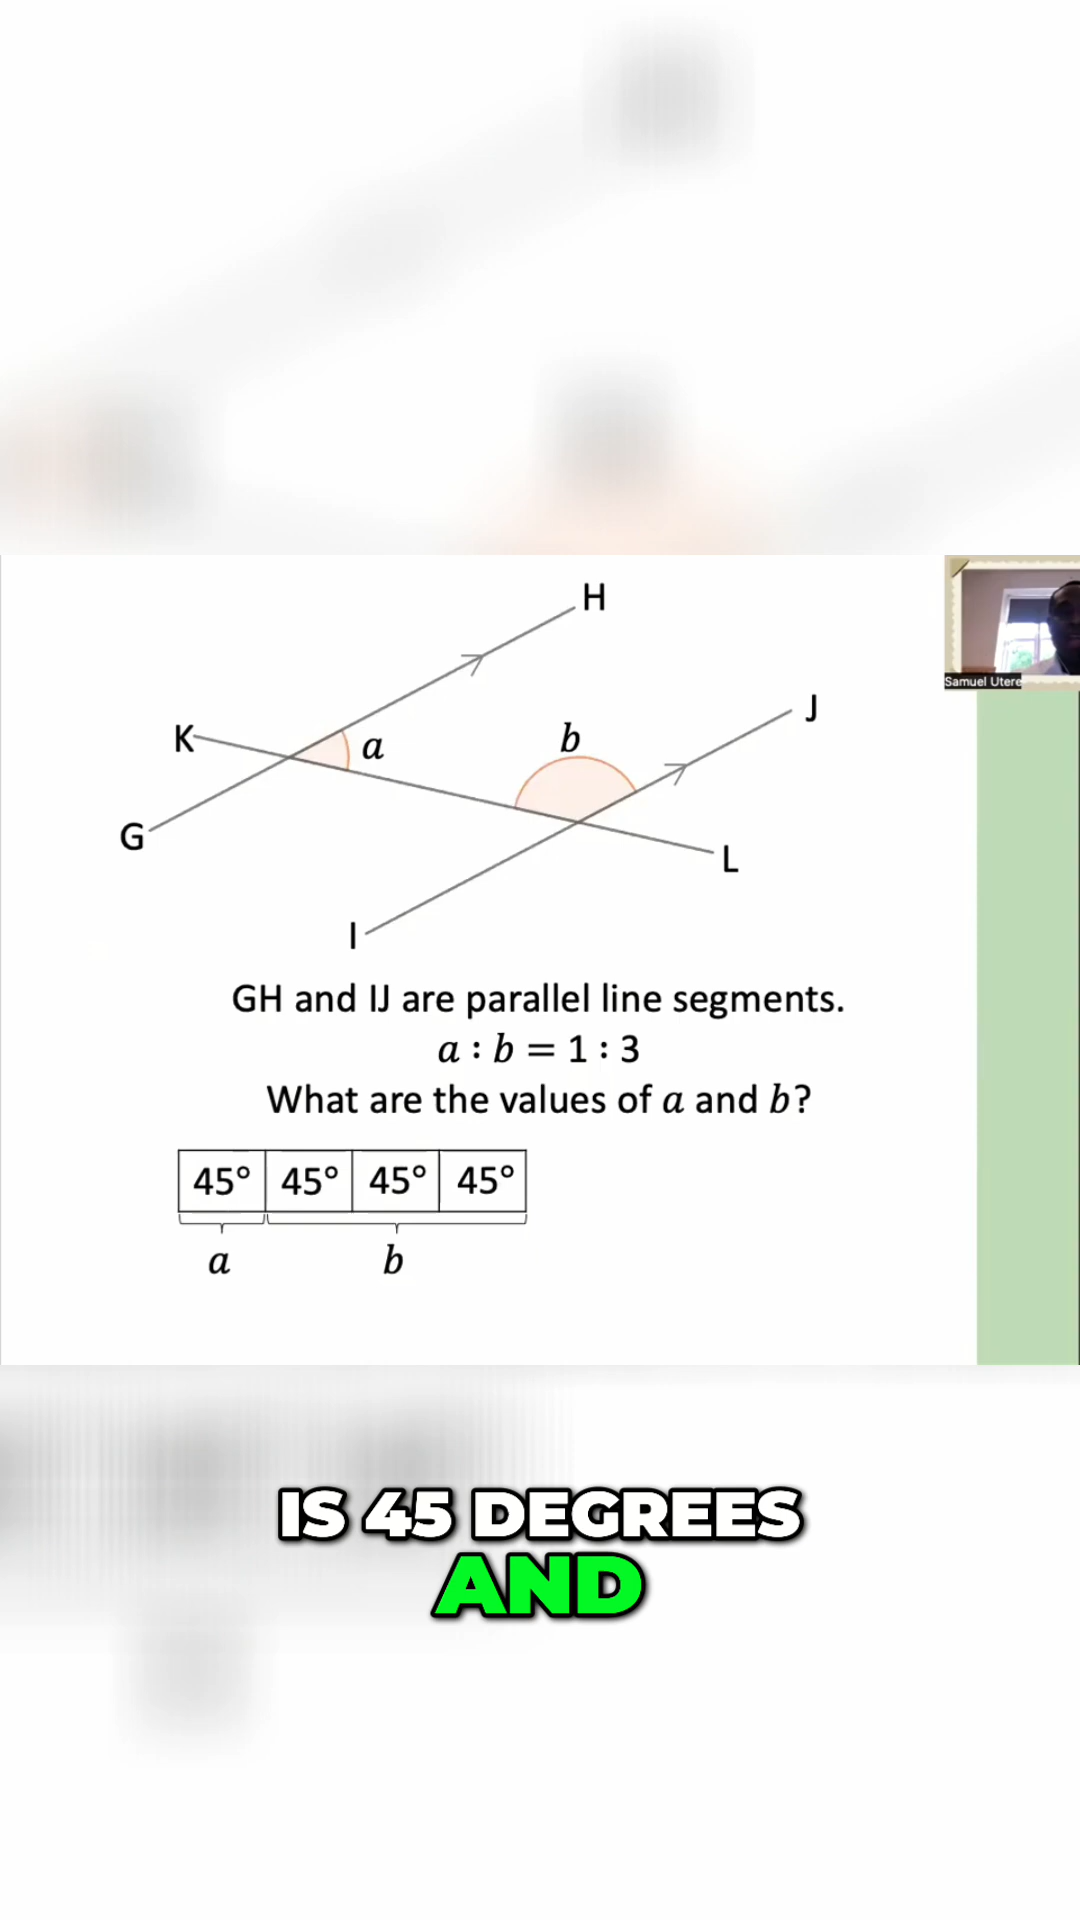 H
J
K
a
b
G
L
I
Samuel Utere
GH and IJ are parallel line segments.
a : b = 1 : 3
What are the values of a and b?
45° 45° 45° 45°
a b
IS 45 DEGREES
AND